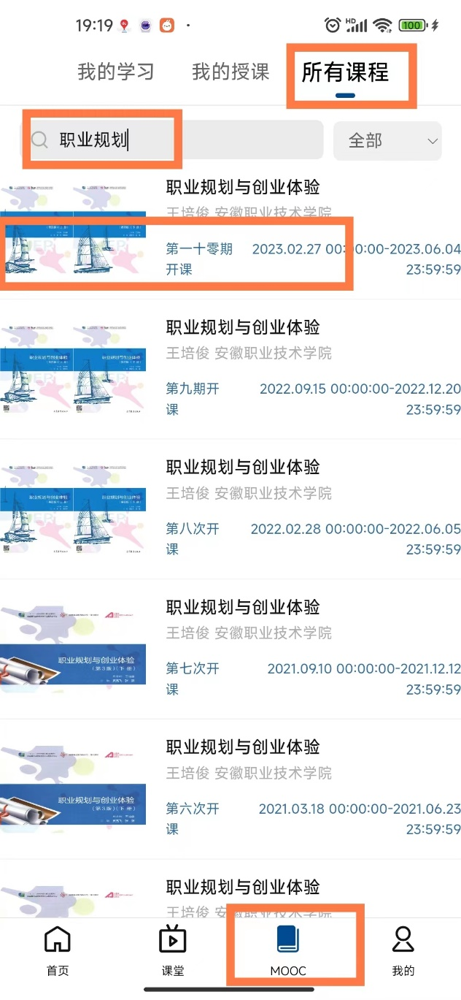 19:19
HD
100
我的学习 我的授课 所有课程
职业规划 全部
职业规划与创业体验
王培俊 安徽职业技术学院
第一十零期 2023.02.27 00:00:00-2023.06.04
开课 23:59:59
职业规划与创业体验
王培俊 安徽职业技术学院
第九期开 2022.09.15 00:00:00-2022.12.20
课 23:59:59
职业规划与创业体验
王培俊 安徽职业技术学院
第八次开 2022.02.28 00:00:00-2022.06.05
课 23:59:59
职业规划与创业体验
王培俊 安徽职业技术学院
职业规划与创业体验
(第3版)(下册)
第七次开 2021.09.10 00:00:00-2021.12.12
课 23:59:59
职业规划与创业体验
王培俊 安徽职业技术学院
职业规划与创业体验
(第3版)(下册)
第六次开 2021.03.18 00:00:00-2021.06.23
课 23:59:59
职业规划与创业体验
王培俊 安徽职业技术学院
首页 课堂 MOOC 我的